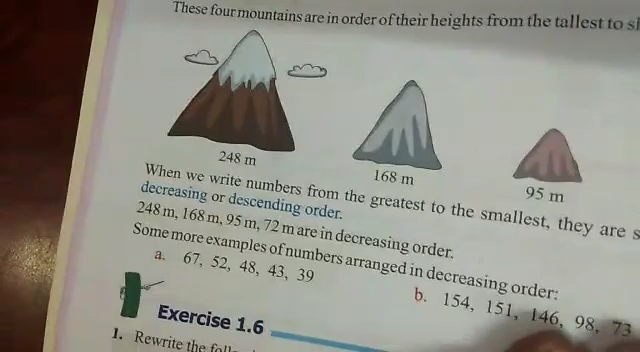 These four mountains are in order of their heights from the tallest to
248 m
168 m
95 m
When we write numbers from the greatest to the smallest, they are
decreasing or descending order.
248 m, 168 m, 95 m, 72 m are in decreasing order.
Some more examples of numbers arranged in decreasing order:
a. 67, 52, 48, 43, 39
b. 154, 151, 146, 98, 73
Exercise 1.6
1. Rewrite the